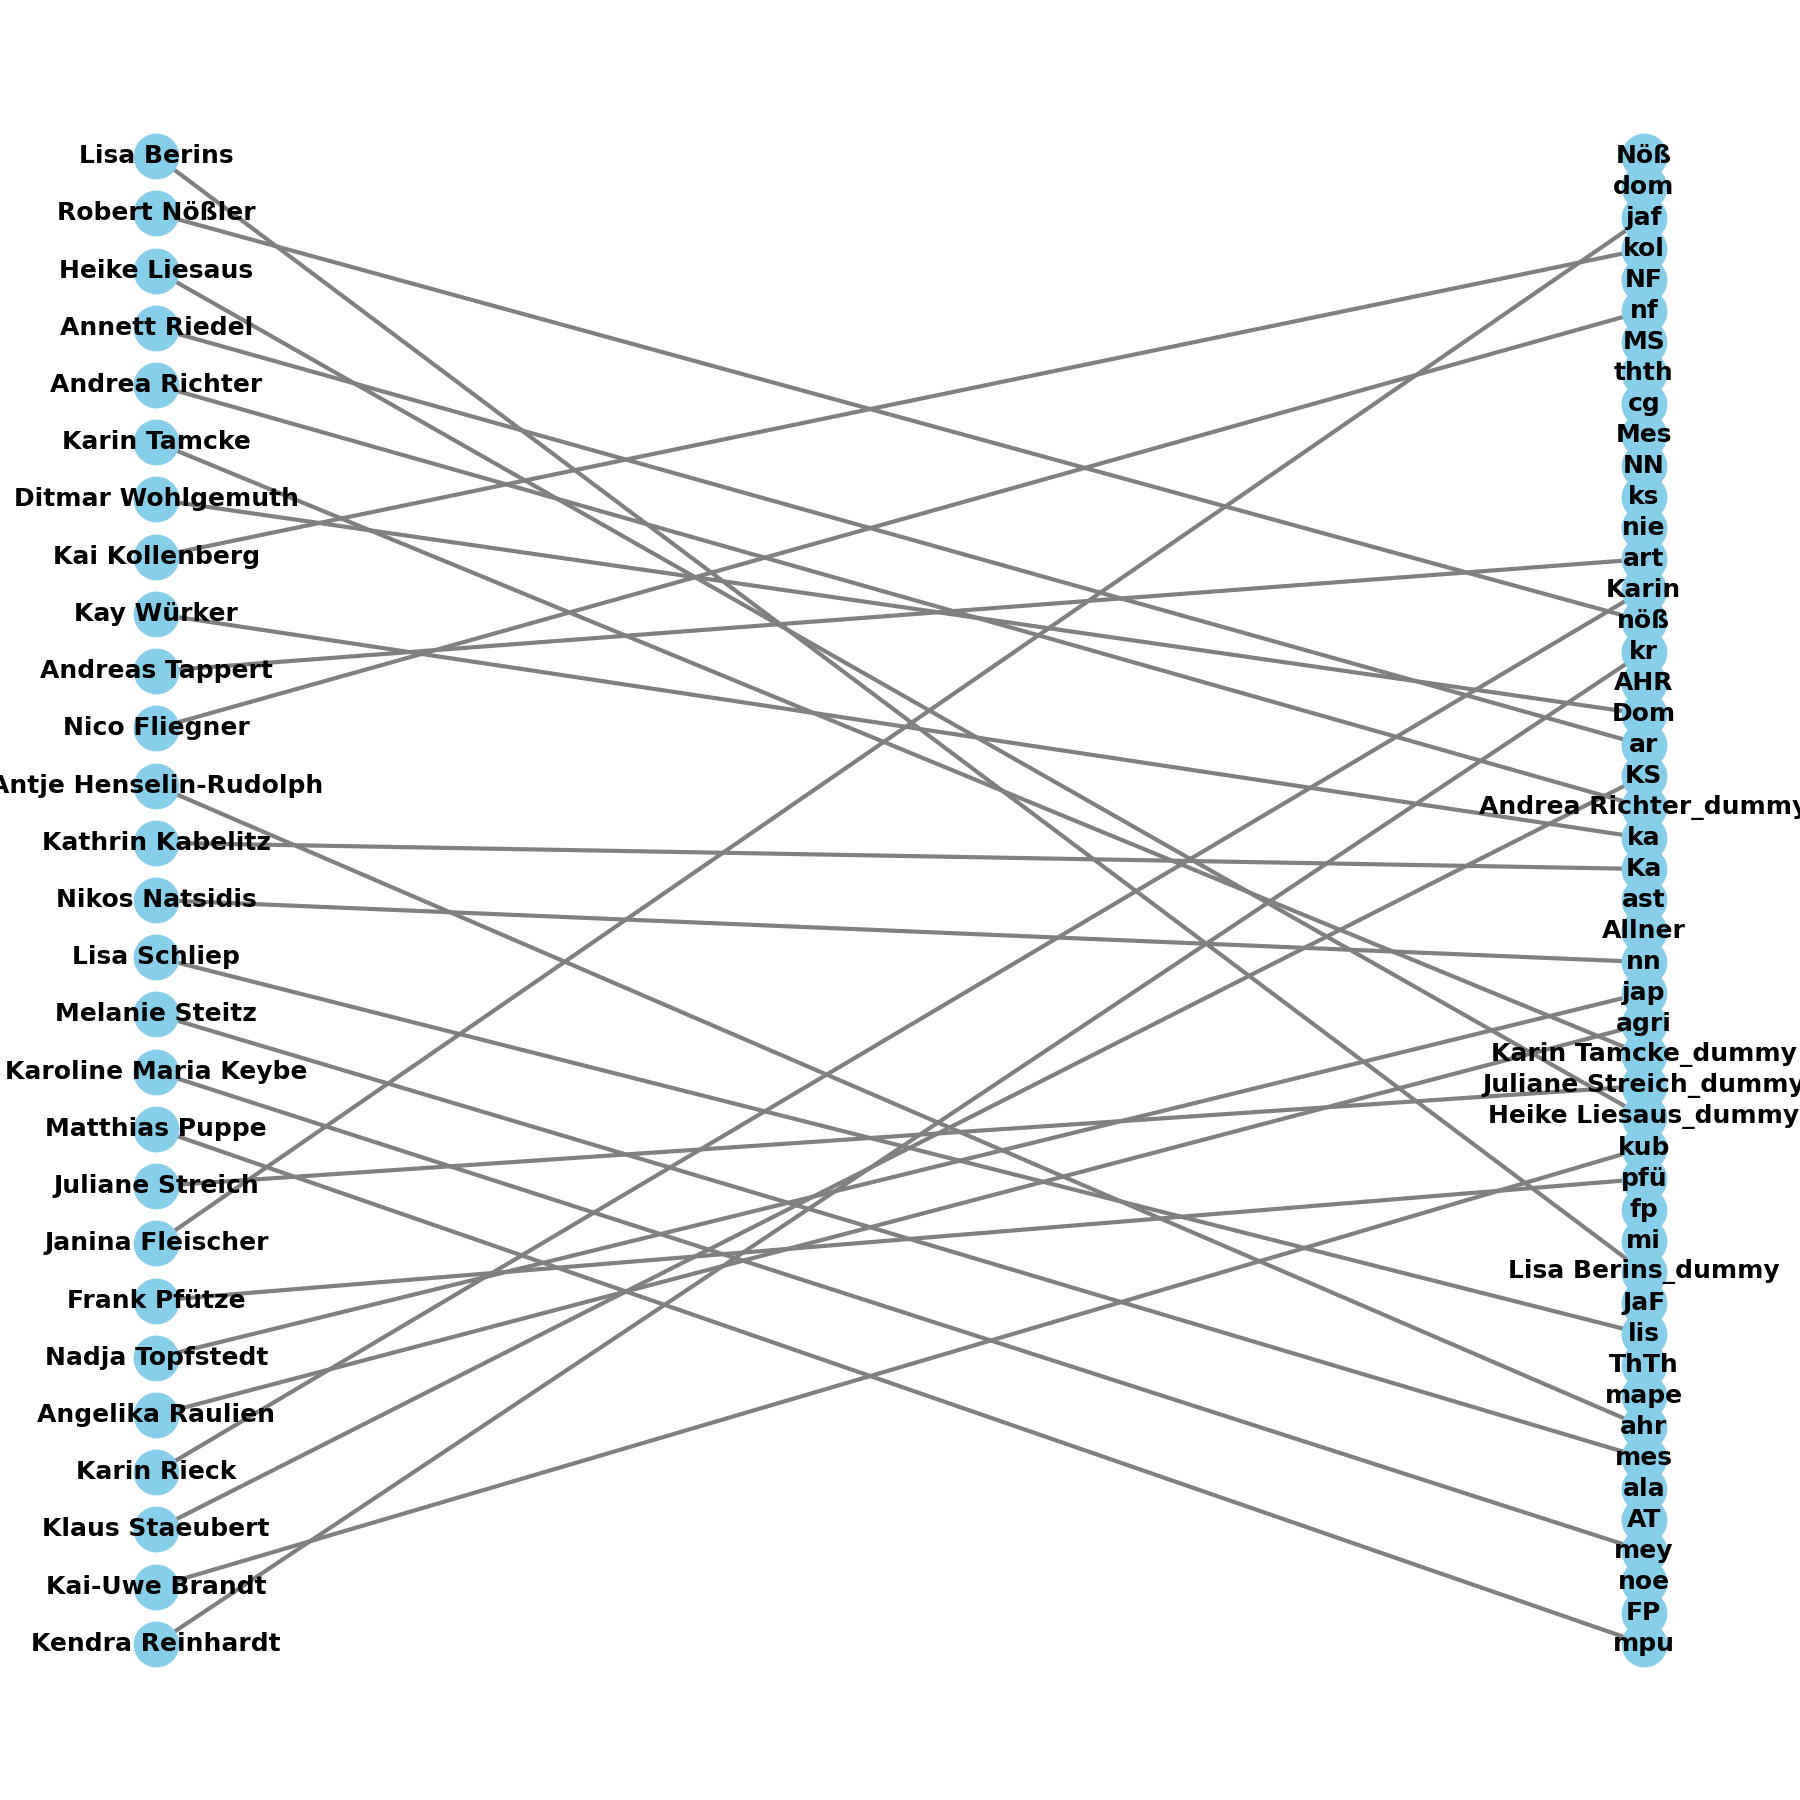 Lisa Berins
Robert Nößler
Heike Liesaus
Annett Riedel
Andrea Richter
Karin Tamcke
Ditmar Wohlgemuth
Kai Kollenberg
Kay Würker
Andreas Tappert
Nico Fliegner
Antje Henselin-Rudolph
Kathrin Kabelitz
Nikos Natsidis
Lisa Schliep
Melanie Steitz
Karoline Maria Keybe
Matthias Puppe
Juliane Streich
Janina Fleischer
Frank Pfütze
Nadja Topfstedt
Angelika Raulien
Karin Rieck
Klaus Staeubert
Kai-Uwe Brandt
Kendra Reinhardt
Nöß
dom
jaf
kol
NF
nf
MS
thth
cg
Mes
NN
ks
nie
art
Karin
nöß
kr
AHR
Dom
ar
KS
Andrea Richter_dummy
ka
Ka
ast
Allner
nn
jap
agri
Karin Tamcke_dummy
Juliane Streich_dummy
Heike Liesaus_dummy
kub
pfü
fp
mi
Lisa Berins_dummy
JaF
lis
ThTh
mape
ahr
mes
ala
AT
mey
noe
FP
mpu